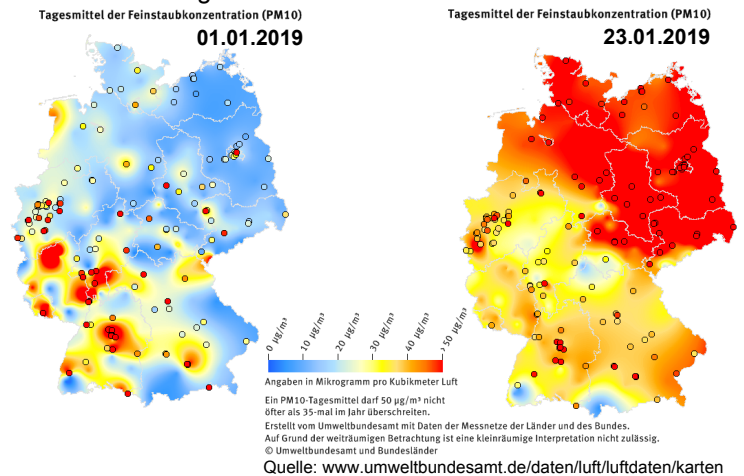 Tagesmittel der Feinstaubkonzentration (PM10)
01.01.2019
Tagesmittel der Feinstaubkonzentration (PM10)
23.01.2019
0 µg/m³
10 µg/m³
20 µg/m³
30 µg/m³
40 µg/m³
> 50 µg/m³
Angaben in Mikrogramm pro Kubikmeter Luft
Ein PM10-Tagesmittel darf 50 µg/m³ nicht
öfter als 35-mal im Jahr überschreiten.
Erstellt vom Umweltbundesamt mit Daten der Messnetze der Länder und des Bundes.
Auf Grund der weiträumigen Betrachtung ist eine kleinräumige Interpretation nicht zulässig.
© Umweltbundesamt und Bundesländer
Quelle: www.umweltbundesamt.de/daten/luft/luftdaten/karten